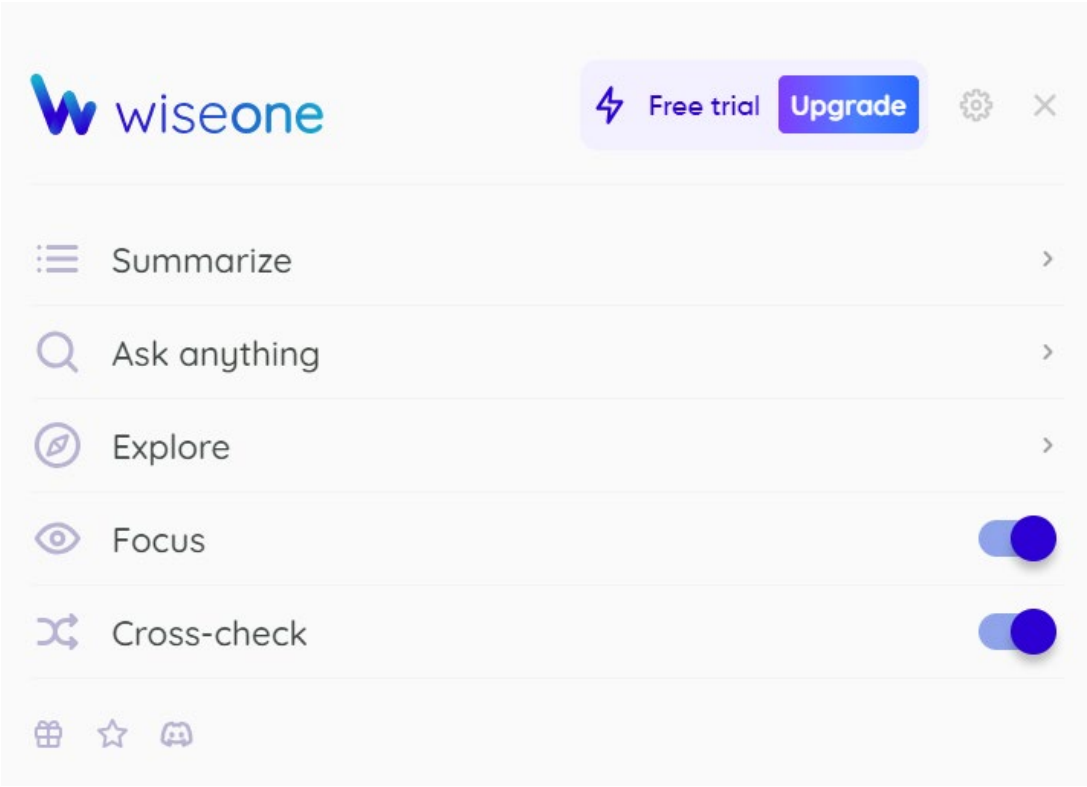 wiseone
Free trial Upgrade
Summarize
Ask anything
Explore
Focus
Cross-check